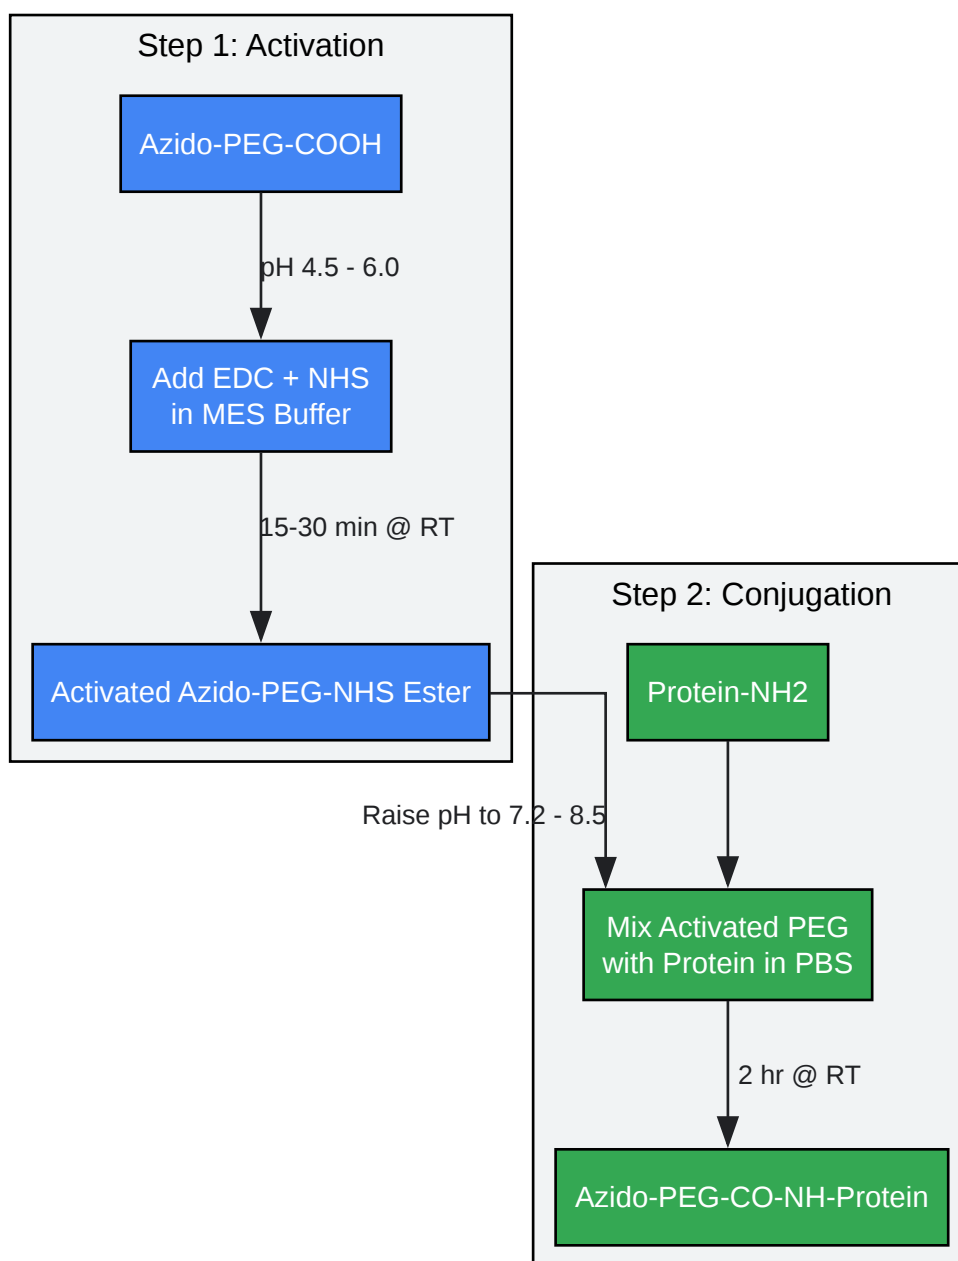 Step 1: Activation
Azido-PEG-COOH
pH 4.5 - 6.0
Add EDC + NHS
in MES Buffer
15-30 min @ RT
Activated Azido-PEG-NHS Ester
Step 2: Conjugation
Protein-NH2
Raise pH to 7.2 - 8.5
Mix Activated PEG
with Protein in PBS
2 hr @ RT
Azido-PEG-CO-NH-Protein